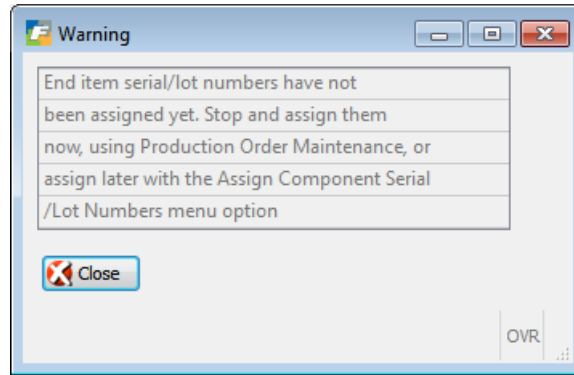 Warning
End item serial/lot numbers have not
been assigned yet. Stop and assign them
now, using Production Order Maintenance, or
assign later with the Assign Component Serial
/Lot Numbers menu option
Close
OVR